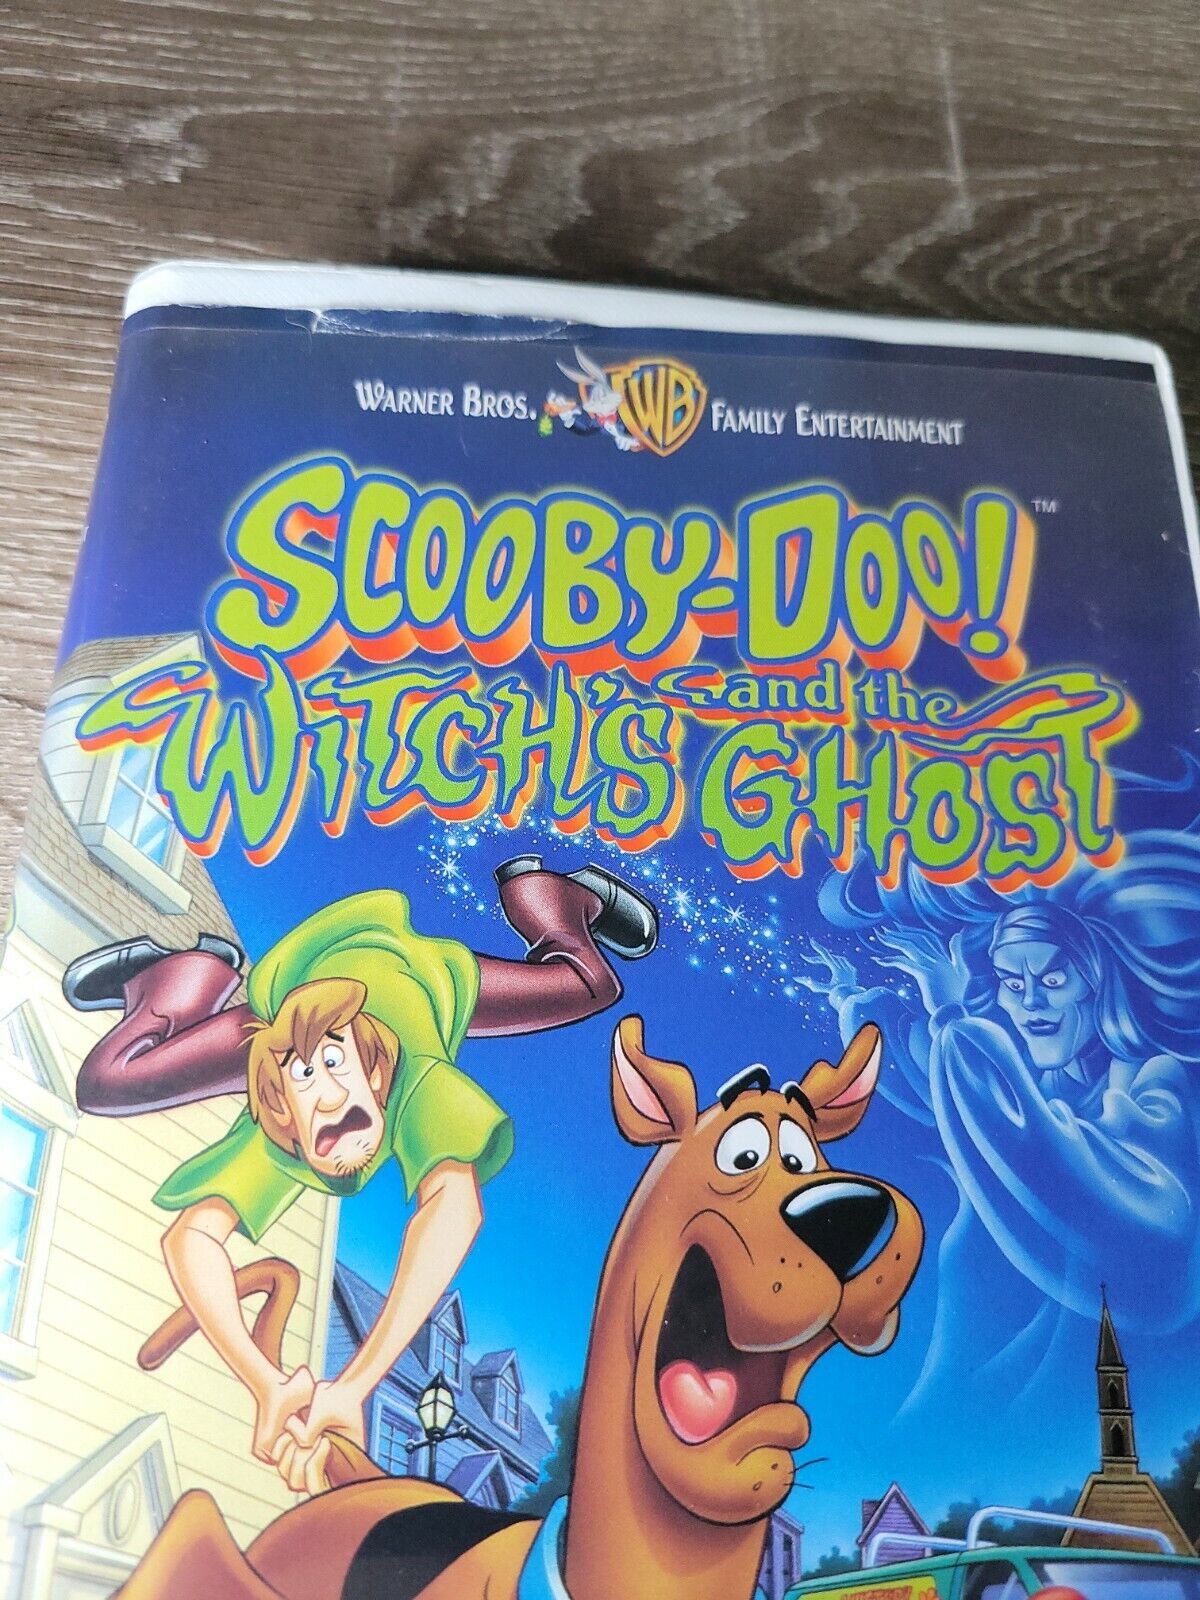 WARNER BROS. WB FAMILY ENTERTAINMENT
SCOOBY-DOO! ™
and the
WITCH'S GHOST